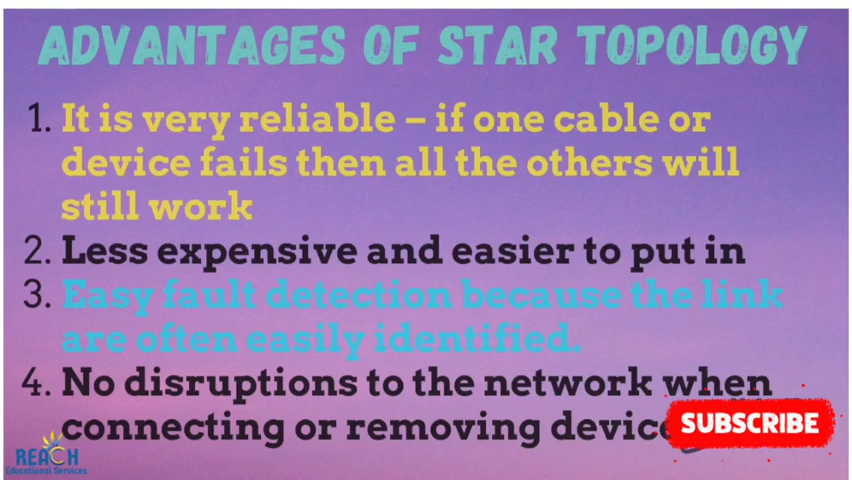 ADVANTAGES OF STAR TOPOLOGY
1. It is very reliable – if one cable or
device fails then all the others will
still work
2. Less expensive and easier to put in
3. Easy fault detection because the link
are often easily identified.
4. No disruptions to the network when
connecting or removing device
SUBSCRIBE
REACH
Educational Services